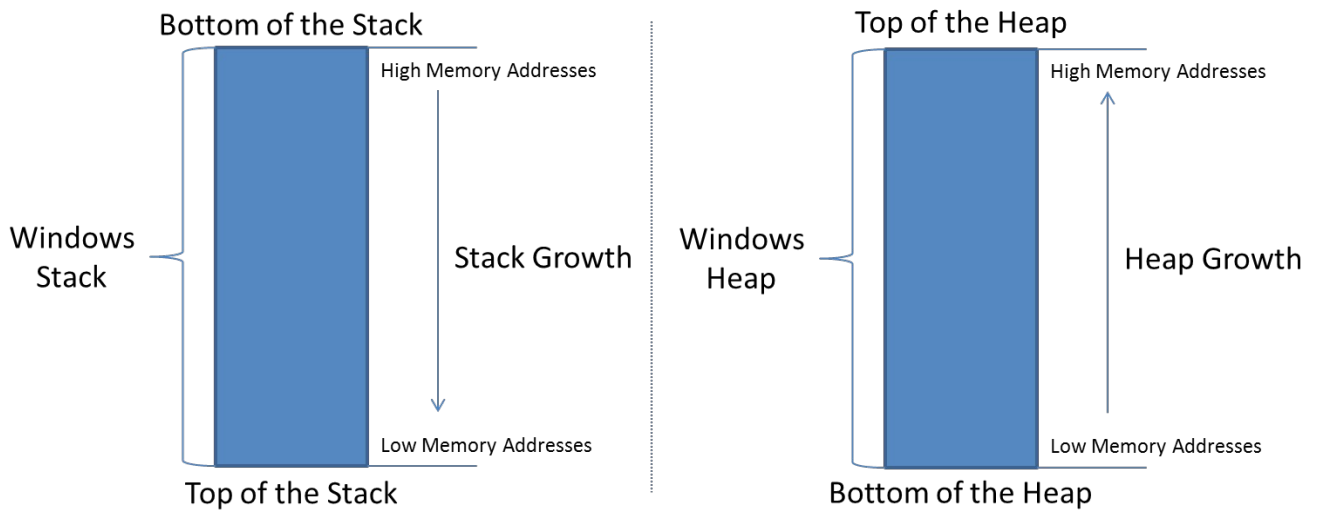 Bottom of the Stack
High Memory Addresses
Windows
Stack
Stack Growth
Low Memory Addresses
Top of the Stack
Top of the Heap
High Memory Addresses
Windows
Heap
Heap Growth
Low Memory Addresses
Bottom of the Heap